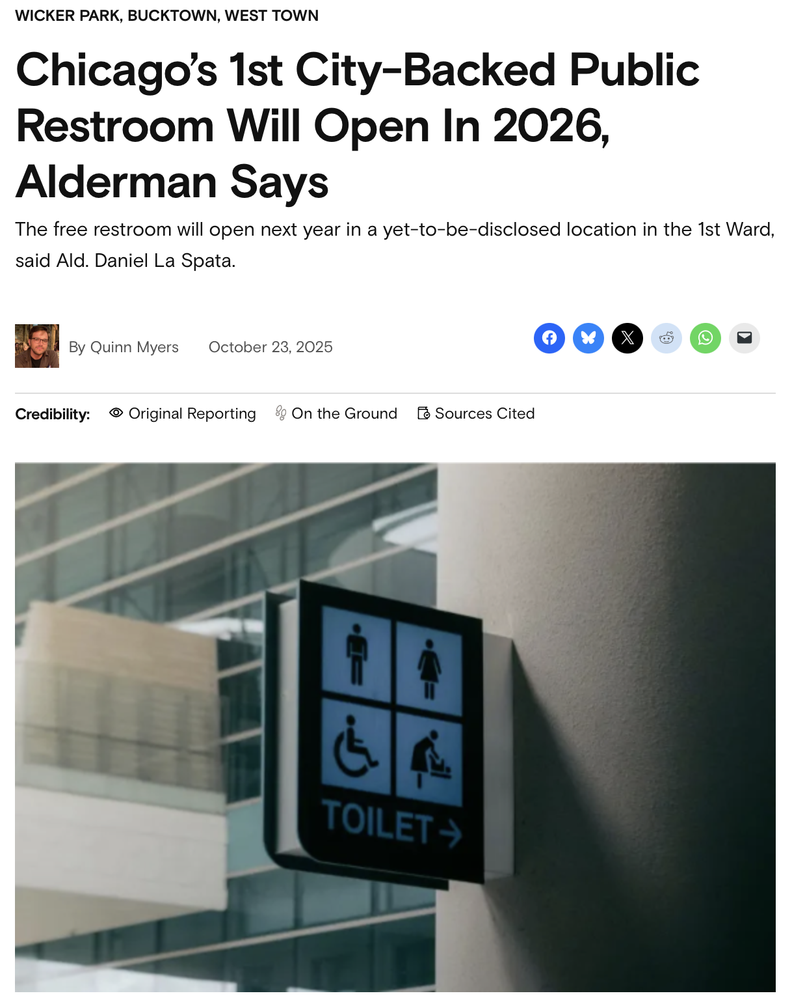 WICKER PARK, BUCKTOWN, WEST TOWN
Chicago’s 1st City-Backed Public
Restroom Will Open In 2026,
Alderman Says
The free restroom will open next year in a yet-to-be-disclosed location in the 1st Ward,
said Ald. Daniel La Spata.
By Quinn Myers October 23, 2025
Credibility: Original Reporting On the Ground Sources Cited
TOILET→